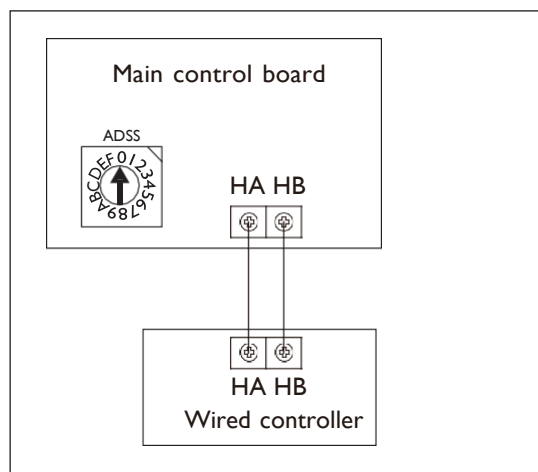 Main control board
ADSS
0123456789ABCDEF
HA HB
HA HB
Wired controller